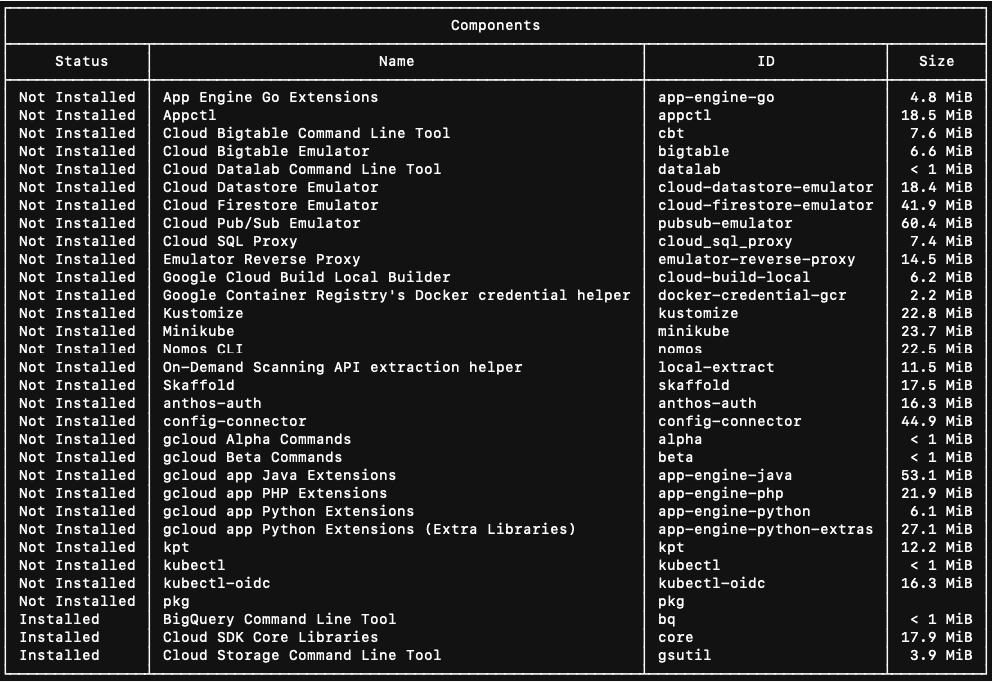 Components
Status Name ID Size
Not Installed App Engine Go Extensions app-engine-go 4.8 MiB
Not Installed Appctl appctl 18.5 MiB
Not Installed Cloud Bigtable Command Line Tool cbt 7.6 MiB
Not Installed Cloud Bigtable Emulator bigtable 6.6 MiB
Not Installed Cloud Datalab Command Line Tool datalab < 1 MiB
Not Installed Cloud Datastore Emulator cloud-datastore-emulator 18.4 MiB
Not Installed Cloud Firestore Emulator cloud-firestore-emulator 41.9 MiB
Not Installed Cloud Pub/Sub Emulator pubsub-emulator 60.4 MiB
Not Installed Cloud SQL Proxy cloud_sql_proxy 7.4 MiB
Not Installed Emulator Reverse Proxy emulator-reverse-proxy 14.5 MiB
Not Installed Google Cloud Build Local Builder cloud-build-local 6.2 MiB
Not Installed Google Container Registry's Docker credential helper docker-credential-gcr 2.2 MiB
Not Installed Kustomize kustomize 22.8 MiB
Not Installed Minikube minikube 23.7 MiB
Not Installed Nomos CLI nomos 22.5 MiB
Not Installed On-Demand Scanning API extraction helper local-extract 11.5 MiB
Not Installed Skaffold skaffold 17.5 MiB
Not Installed anthos-auth anthos-auth 16.3 MiB
Not Installed config-connector config-connector 44.9 MiB
Not Installed gcloud Alpha Commands alpha < 1 MiB
Not Installed gcloud Beta Commands beta < 1 MiB
Not Installed gcloud app Java Extensions app-engine-java 53.1 MiB
Not Installed gcloud app PHP Extensions app-engine-php 21.9 MiB
Not Installed gcloud app Python Extensions app-engine-python 6.1 MiB
Not Installed gcloud app Python Extensions (Extra Libraries) app-engine-python-extras 27.1 MiB
Not Installed kpt kpt 12.2 MiB
Not Installed kubectl kubectl < 1 MiB
Not Installed kubectl-oidc kubectl-oidc 16.3 MiB
Not Installed pkg pkg
Installed BigQuery Command Line Tool bq < 1 MiB
Installed Cloud SDK Core Libraries core 17.9 MiB
Installed Cloud Storage Command Line Tool gsutil 3.9 MiB